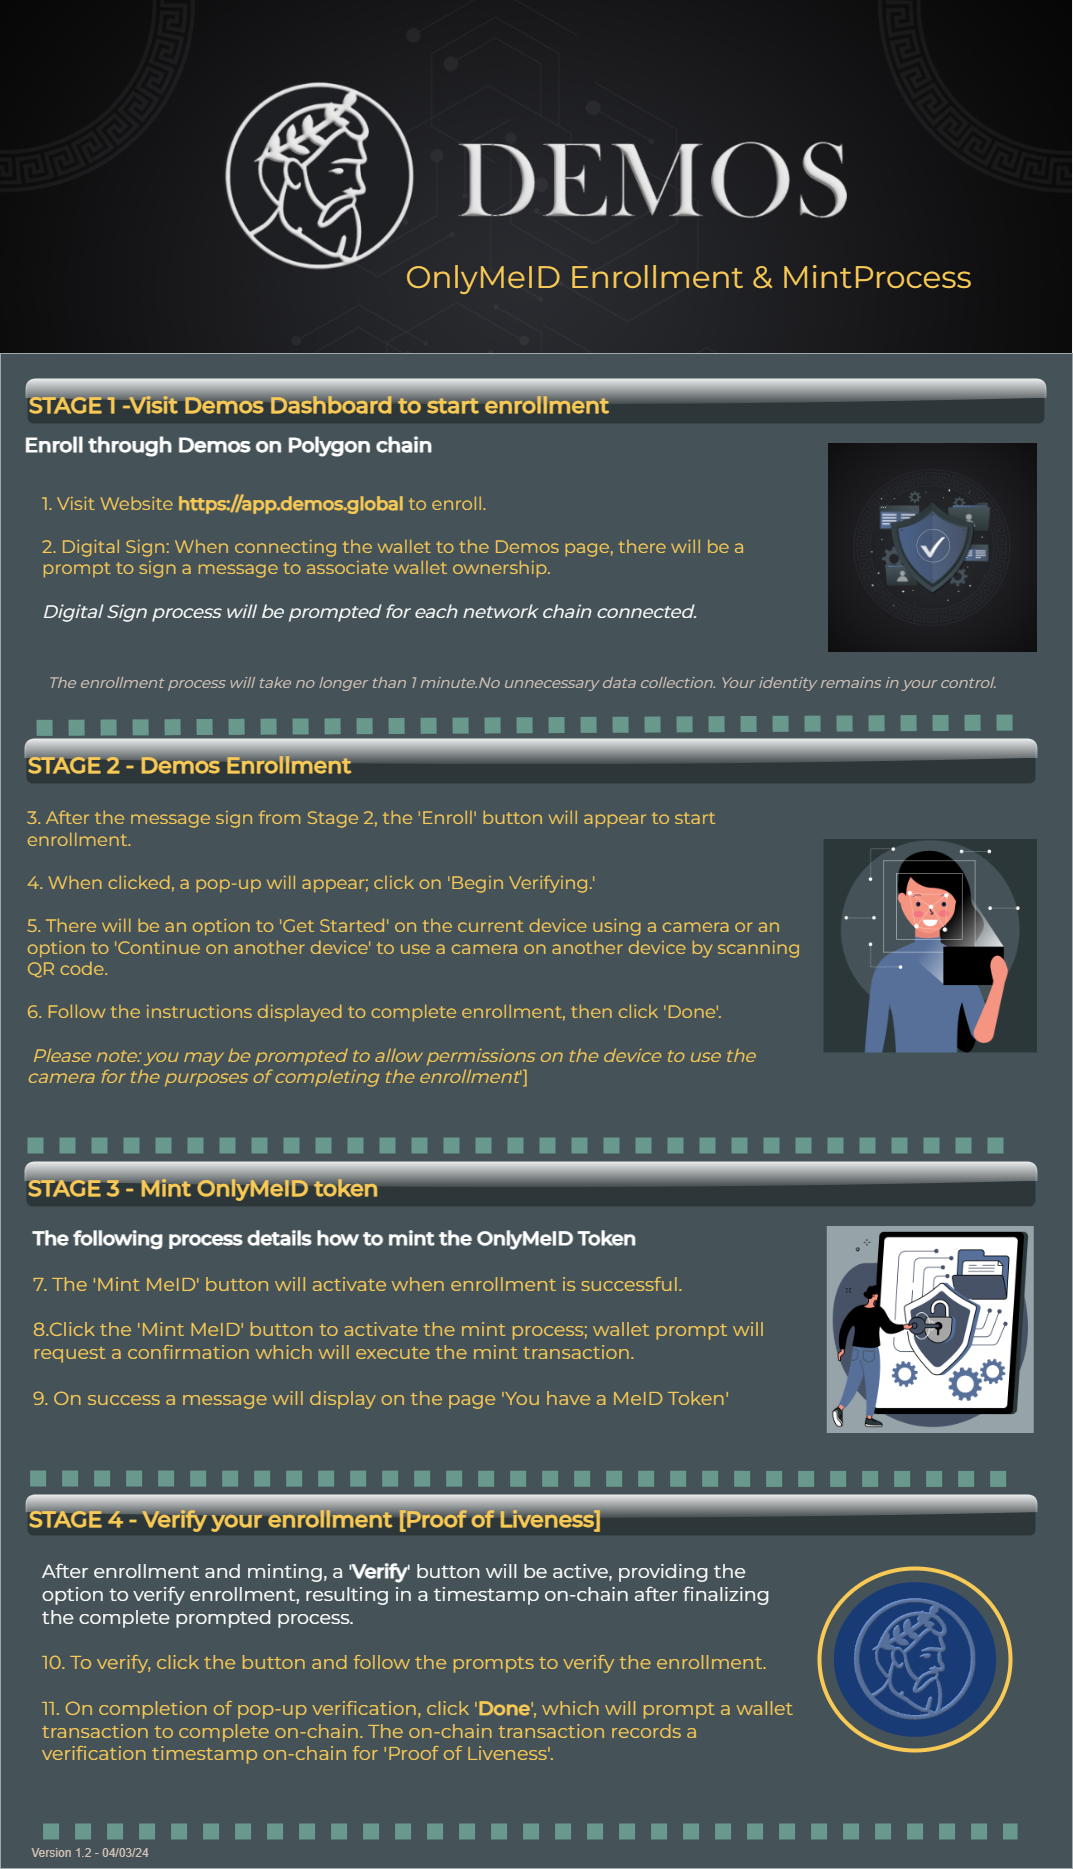 DEMOS
OnlyMeID Enrollment & MintProcess
STAGE 1 -Visit Demos Dashboard to start enrollment
Enroll through Demos on Polygon chain
1. Visit Website https://app.demos.global to enroll.
2. Digital Sign: When connecting the wallet to the Demos page, there will be a
prompt to sign a message to associate wallet ownership.
Digital Sign process will be prompted for each network chain connected.
The enrollment process will take no longer than 1 minute.No unnecessary data collection. Your identity remains in your control.
STAGE 2 - Demos Enrollment
3. After the message sign from Stage 2, the 'Enroll' button will appear to start
enrollment.
4. When clicked, a pop-up will appear; click on 'Begin Verifying.'
5. There will be an option to 'Get Started' on the current device using a camera or an
option to 'Continue on another device' to use a camera on another device by scanning
QR code.
6. Follow the instructions displayed to complete enrollment, then click 'Done'.
Please note: you may be prompted to allow permissions on the device to use the
camera for the purposes of completing the enrollment']
STAGE 3 - Mint OnlyMeID token
The following process details how to mint the OnlyMeID Token
7. The 'Mint MeID' button will activate when enrollment is successful.
8.Click the 'Mint MeID' button to activate the mint process; wallet prompt will
request a confirmation which will execute the mint transaction.
9. On success a message will display on the page 'You have a MeID Token'
STAGE 4 - Verify your enrollment [Proof of Liveness]
After enrollment and minting, a 'Verify' button will be active, providing the
option to verify enrollment, resulting in a timestamp on-chain after finalizing
the complete prompted process.
10. To verify, click the button and follow the prompts to verify the enrollment.
11. On completion of pop-up verification, click 'Done', which will prompt a wallet
transaction to complete on-chain. The on-chain transaction records a
verification timestamp on-chain for 'Proof of Liveness'.
Version 1.2 - 04/03/24